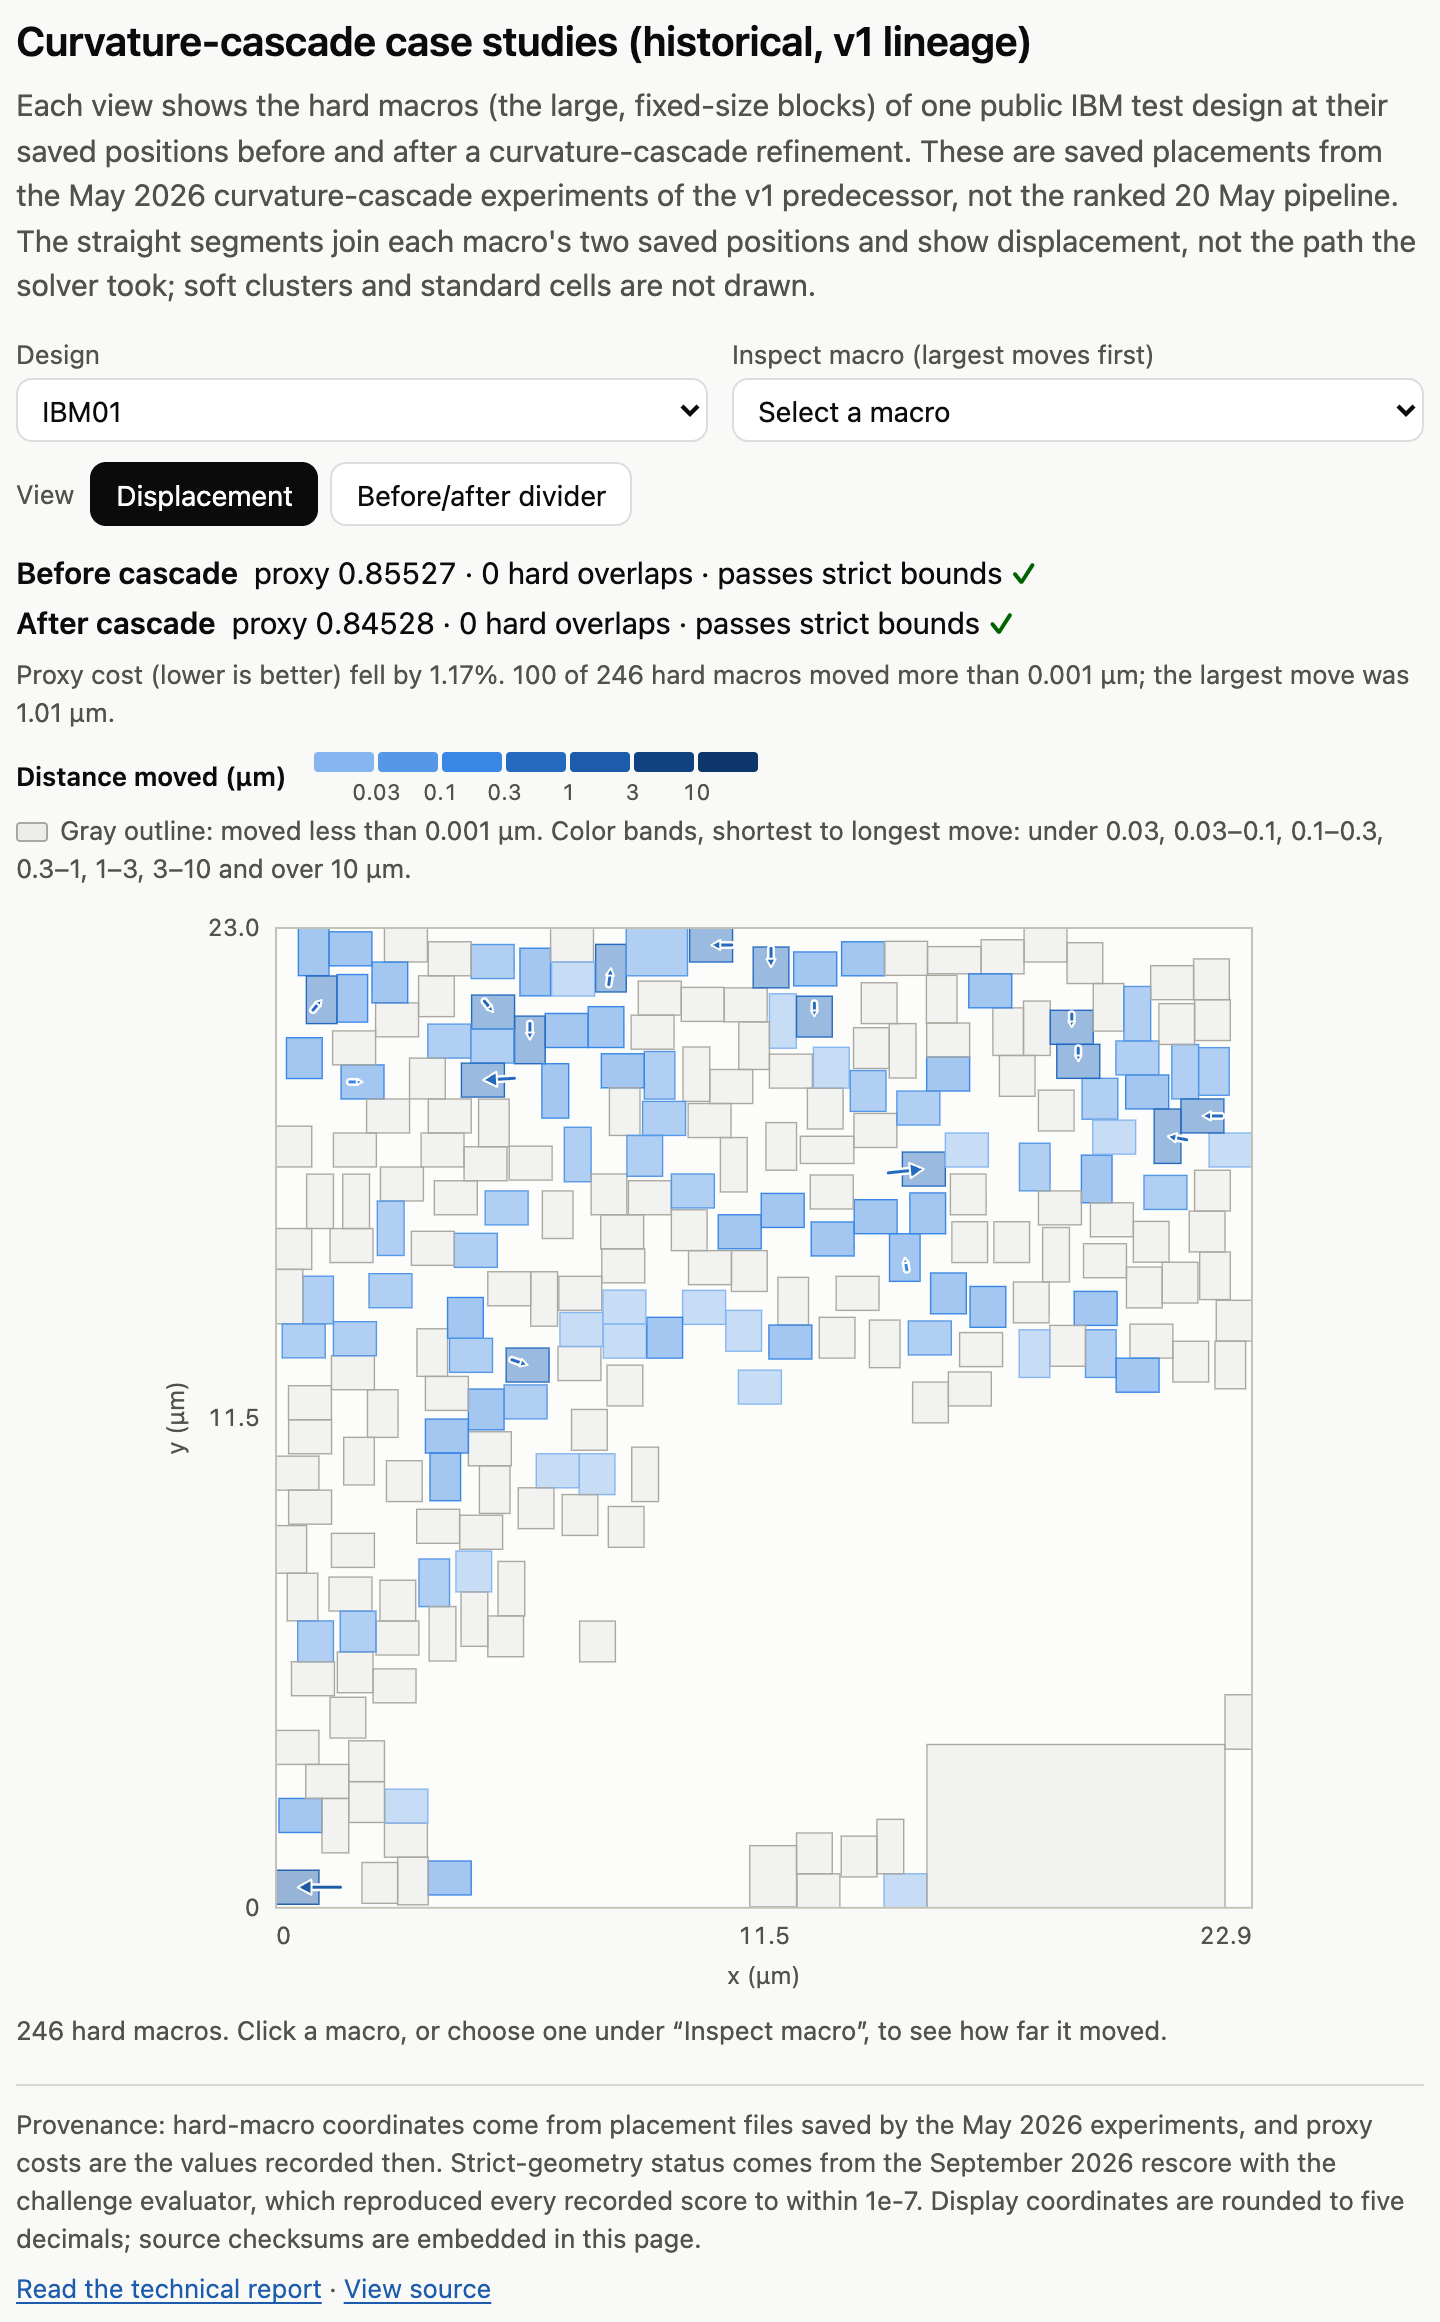 Curvature-cascade case studies (historical, v1 lineage)
Each view shows the hard macros (the large, fixed-size blocks) of one public IBM test design at their
saved positions before and after a curvature-cascade refinement. These are saved placements from
the May 2026 curvature-cascade experiments of the v1 predecessor, not the ranked 20 May pipeline.
The straight segments join each macro's two saved positions and show displacement, not the path the
solver took; soft clusters and standard cells are not drawn.
Design
Inspect macro (largest moves first)
IBM01
Select a macro
View
Displacement
Before/after divider
Before cascade proxy 0.85527 · 0 hard overlaps · passes strict bounds ✓
After cascade proxy 0.84528 · 0 hard overlaps · passes strict bounds ✓
Proxy cost (lower is better) fell by 1.17%. 100 of 246 hard macros moved more than 0.001 µm; the largest move was
1.01 µm.
Distance moved (µm)
0.03 0.1 0.3 1 3 10
Gray outline: moved less than 0.001 µm. Color bands, shortest to longest move: under 0.03, 0.03–0.1, 0.1–0.3,
0.3–1, 1–3, 3–10 and over 10 µm.
23.0
y (µm)
11.5
0
0 11.5 22.9
x (µm)
246 hard macros. Click a macro, or choose one under “Inspect macro”, to see how far it moved.
Provenance: hard-macro coordinates come from placement files saved by the May 2026 experiments, and proxy
costs are the values recorded then. Strict-geometry status comes from the September 2026 rescore with the
challenge evaluator, which reproduced every recorded score to within 1e-7. Display coordinates are rounded to five
decimals; source checksums are embedded in this page.
Read the technical report · View source